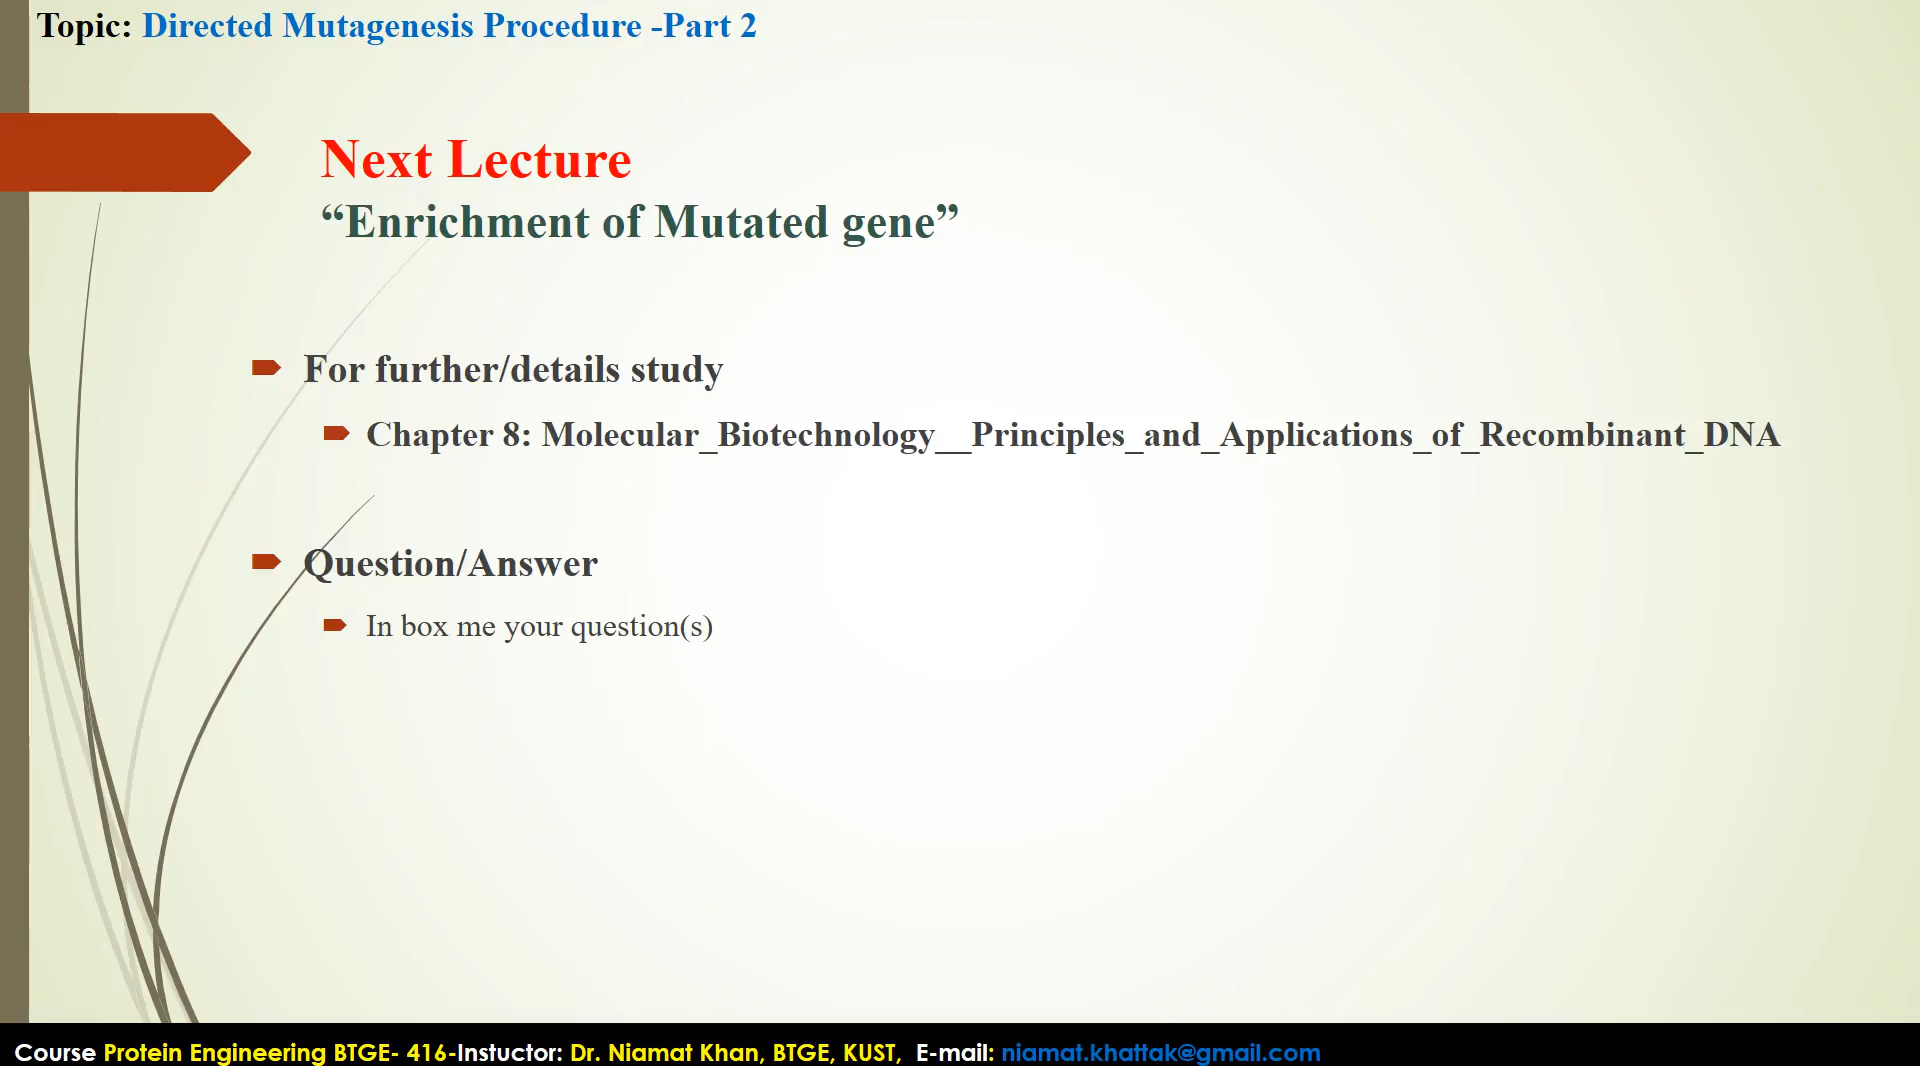 Topic: Directed Mutagenesis Procedure -Part 2
Next Lecture
“Enrichment of Mutated gene”
For further/details study
Chapter 8: Molecular_Biotechnology__Principles_and_Applications_of_Recombinant_DNA
Question/Answer
In box me your question(s)
Course Protein Engineering BTGE- 416-Instuctor: Dr. Niamat Khan, BTGE, KUST, E-mail: niamat.khattak@gmail.com